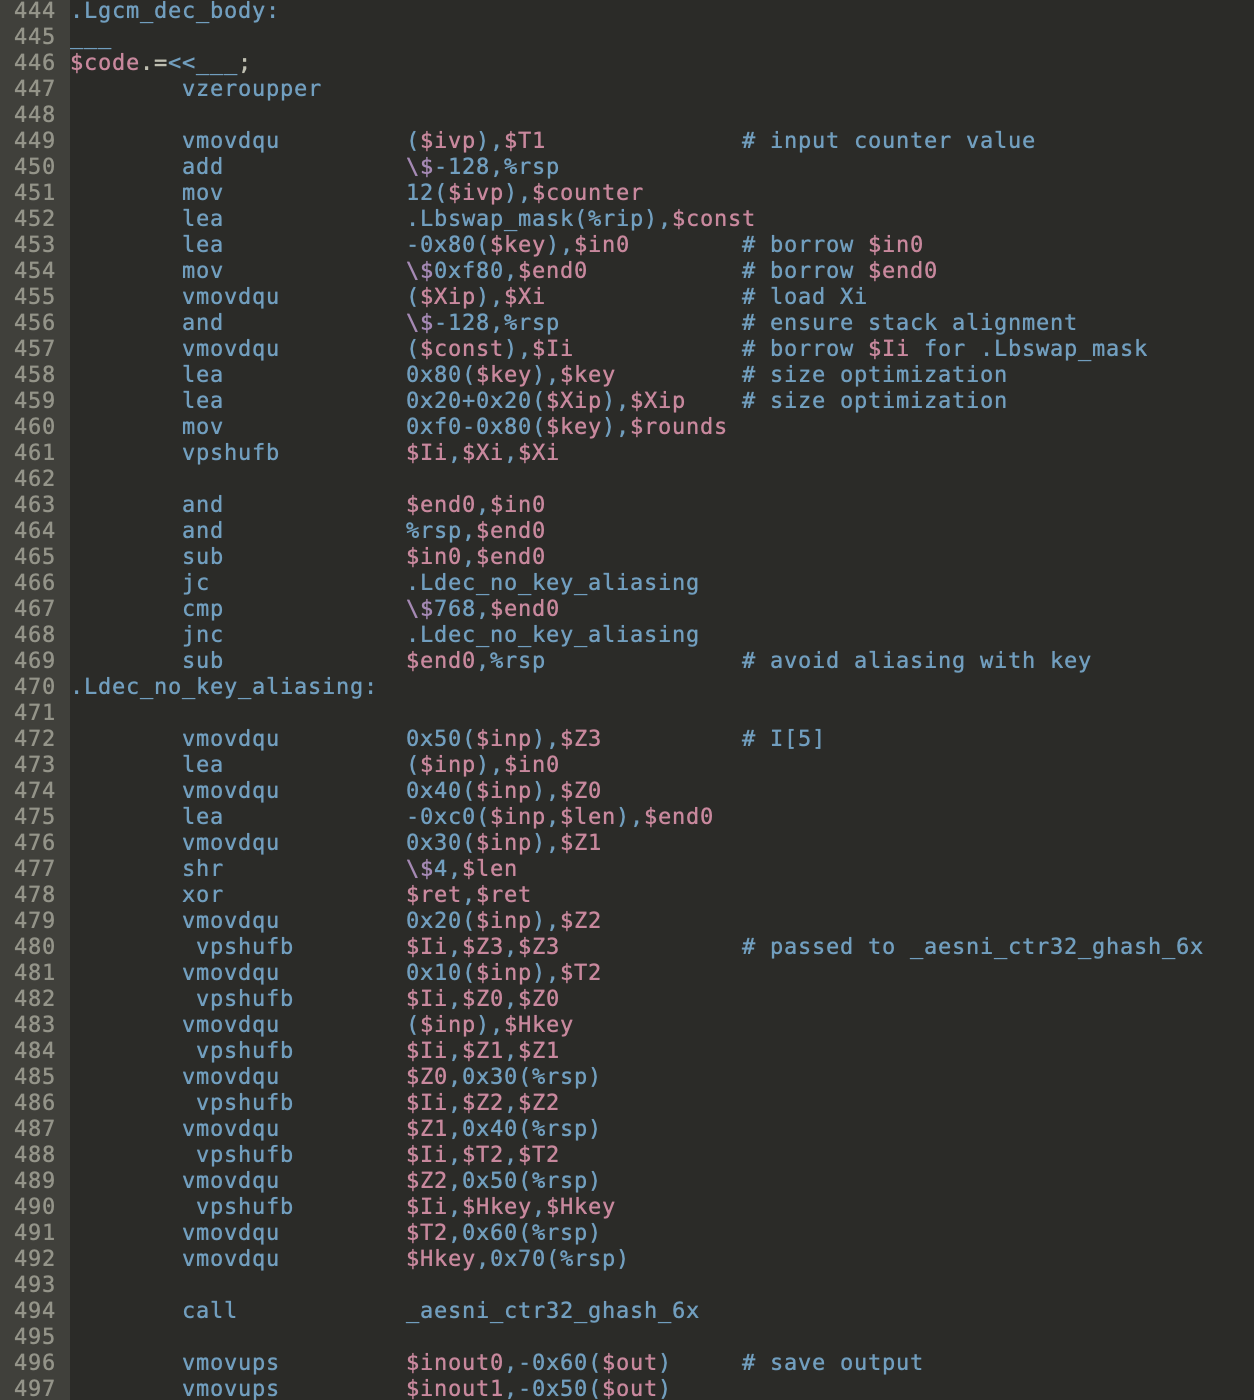 444 .Lgcm_dec_body:
445 ___
446 $code.=<<___;
447 vzeroupper
448
449 vmovdqu ($ivp),$T1 # input counter value
450 add \$-128,%rsp
451 mov 12($ivp),$counter
452 lea .Lbswap_mask(%rip),$const
453 lea -0x80($key),$in0 # borrow $in0
454 mov \$0xf80,$end0 # borrow $end0
455 vmovdqu ($Xip),$Xi # load Xi
456 and \$-128,%rsp # ensure stack alignment
457 vmovdqu ($const),$Ii # borrow $Ii for .Lbswap_mask
458 lea 0x80($key),$key # size optimization
459 lea 0x20+0x20($Xip),$Xip # size optimization
460 mov 0xf0-0x80($key),$rounds
461 vpshufb $Ii,$Xi,$Xi
462
463 and $end0,$in0
464 and %rsp,$end0
465 sub $in0,$end0
466 jc .Ldec_no_key_aliasing
467 cmp \$768,$end0
468 jnc .Ldec_no_key_aliasing
469 sub $end0,%rsp # avoid aliasing with key
470 .Ldec_no_key_aliasing:
471
472 vmovdqu 0x50($inp),$Z3 # I[5]
473 lea ($inp),$in0
474 vmovdqu 0x40($inp),$Z0
475 lea -0xc0($inp,$len),$end0
476 vmovdqu 0x30($inp),$Z1
477 shr \$4,$len
478 xor $ret,$ret
479 vmovdqu 0x20($inp),$Z2
480 vpshufb $Ii,$Z3,$Z3 # passed to _aesni_ctr32_ghash_6x
481 vmovdqu 0x10($inp),$T2
482 vpshufb $Ii,$Z0,$Z0
483 vmovdqu ($inp),$Hkey
484 vpshufb $Ii,$Z1,$Z1
485 vmovdqu $Z0,0x30(%rsp)
486 vpshufb $Ii,$Z2,$Z2
487 vmovdqu $Z1,0x40(%rsp)
488 vpshufb $Ii,$T2,$T2
489 vmovdqu $Z2,0x50(%rsp)
490 vpshufb $Ii,$Hkey,$Hkey
491 vmovdqu $T2,0x60(%rsp)
492 vmovdqu $Hkey,0x70(%rsp)
493
494 call _aesni_ctr32_ghash_6x
495
496 vmovups $inout0,-0x60($out) # save output
497 vmovups $inout1,-0x50($out)